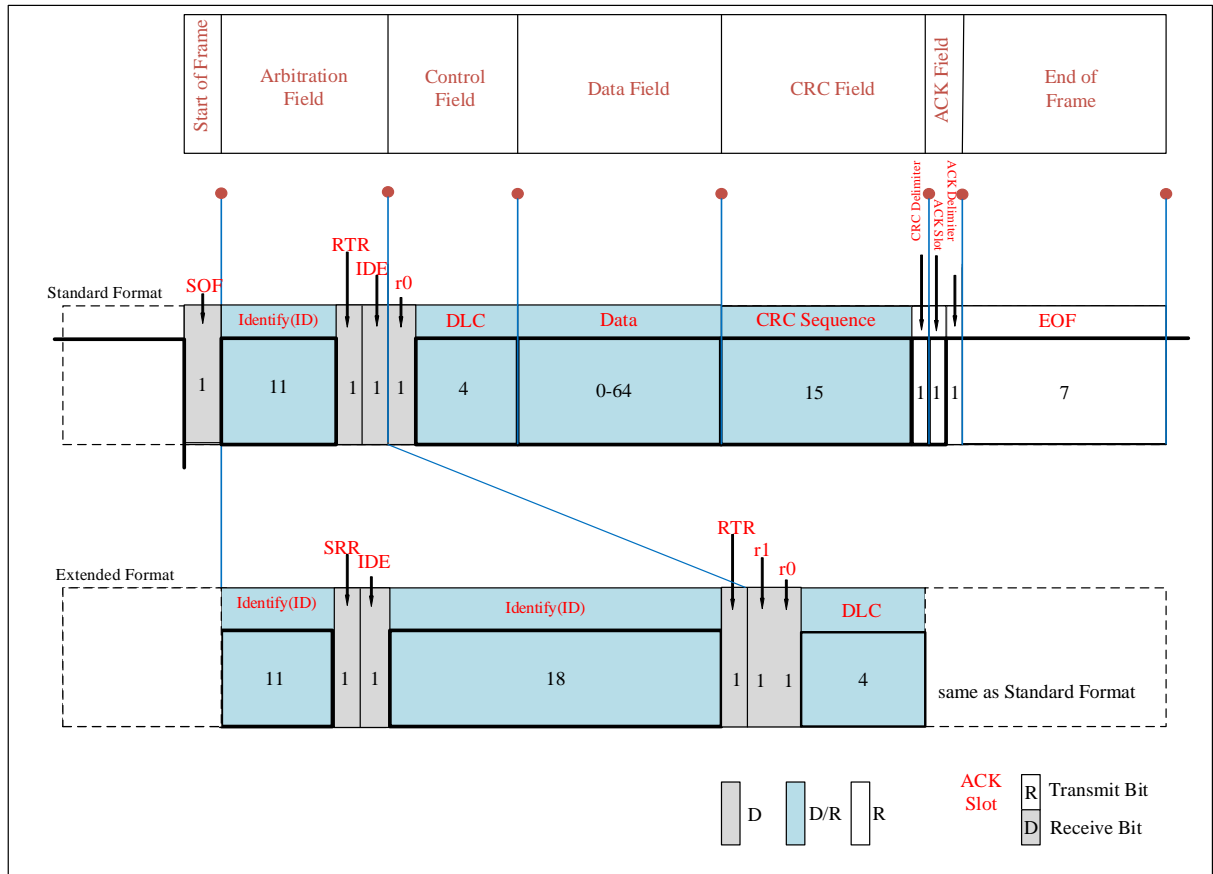 Start of Frame
Arbitration
Field
Control
Field
Data Field
CRC Field
ACK Field
End of
Frame
CRC Delimiter
ACK Slot
ACK Delimiter
RTR
IDE
r0
SOF
Standard Format
Identify(ID)
DLC
Data
CRC Sequence
EOF
1
11
1
1
1
4
0-64
15
1
1
1
7
RTR
r1
r0
SRR
IDE
Extended Format
Identify(ID)
Identify(ID)
DLC
11
1
1
18
1
1
1
4
same as Standard Format
D
D/R
R
ACK
Slot
R Transmit Bit
D Receive Bit